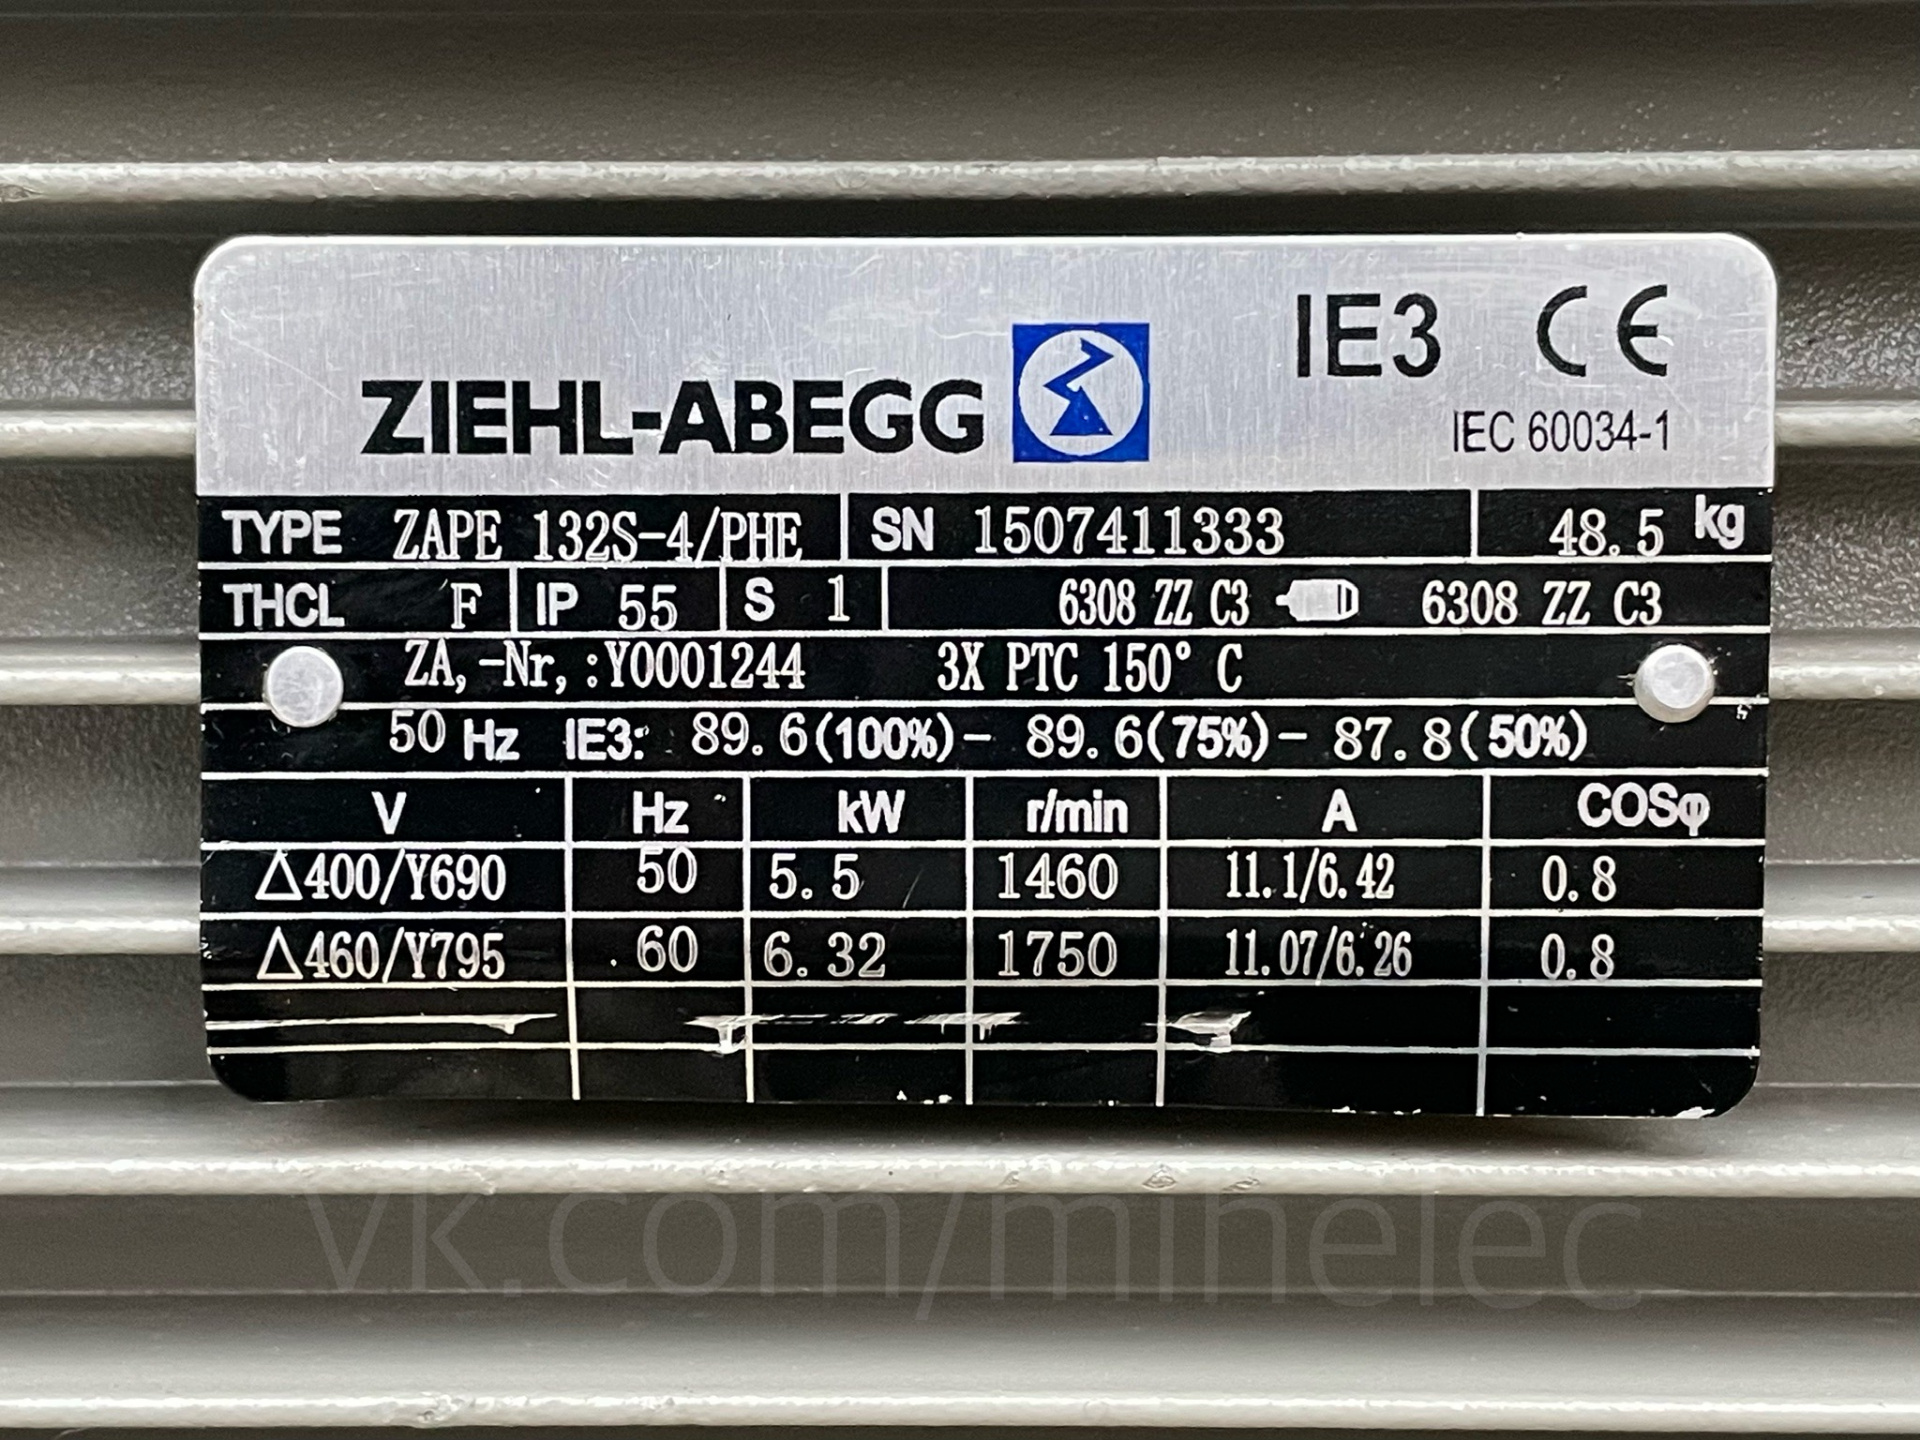 ZIEHL-ABEGG
IE3 CE
IEC 60034-1
TYPE ZAPE 132S-4/PHE SN 1507411333 48.5 kg
THCL F IP 55 S 1 6308 ZZ C3 6308 ZZ C3
ZA,-Nr,:Y0001244 3X PTC 150° C
50 Hz IE3: 89.6(100%)- 89.6(75%)- 87.8(50%)
V Hz kW r/min A COSφ
△400/Y690 50 5.5 1460 11.1/6.42 0.8
△460/Y795 60 6.32 1750 11.07/6.26 0.8
vk.com/minelec